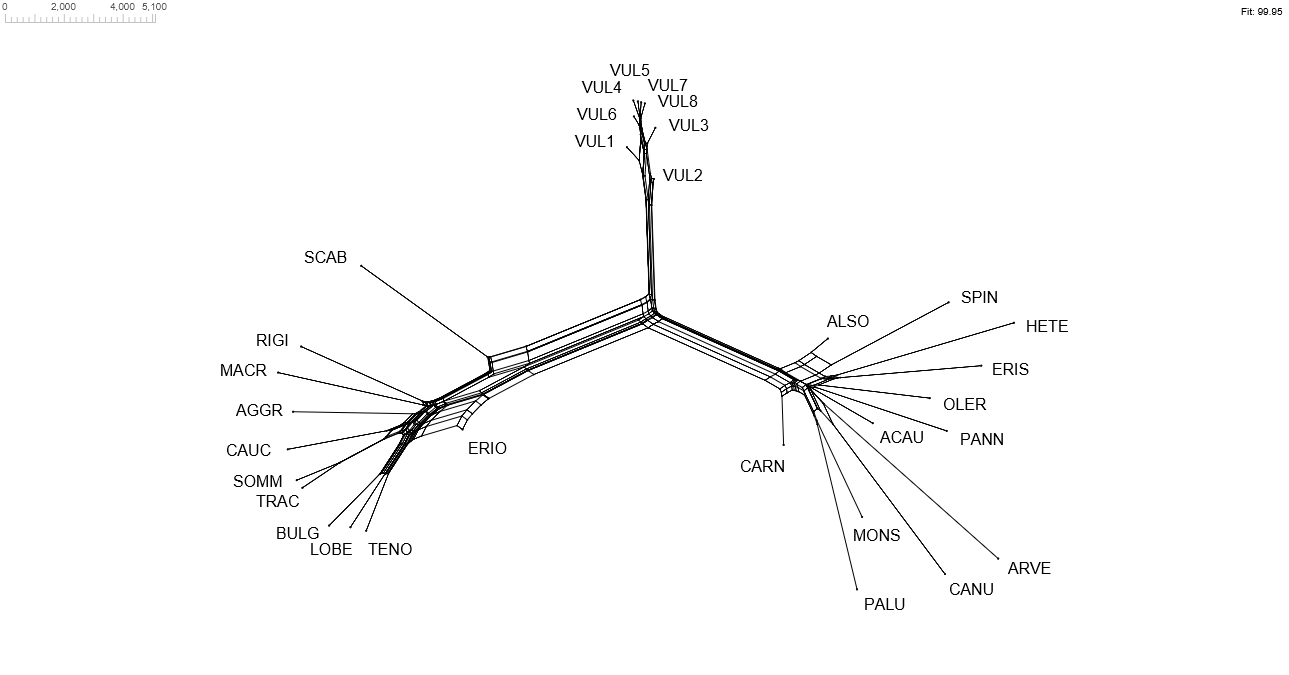 0 2,000 4,000 5,100
Fit: 99.95
VUL5
VUL4 VUL7
VUL8
VUL6
VUL3
VUL1
VUL2
SCAB
SPIN
ALSO
HETE
RIGI
MACR
ERIS
OLER
AGGR
ACAU
PANN
CAUC
ERIO
CARN
SOMM
TRAC
BULG
MONS
LOBE TENO
ARVE
CANU
PALU